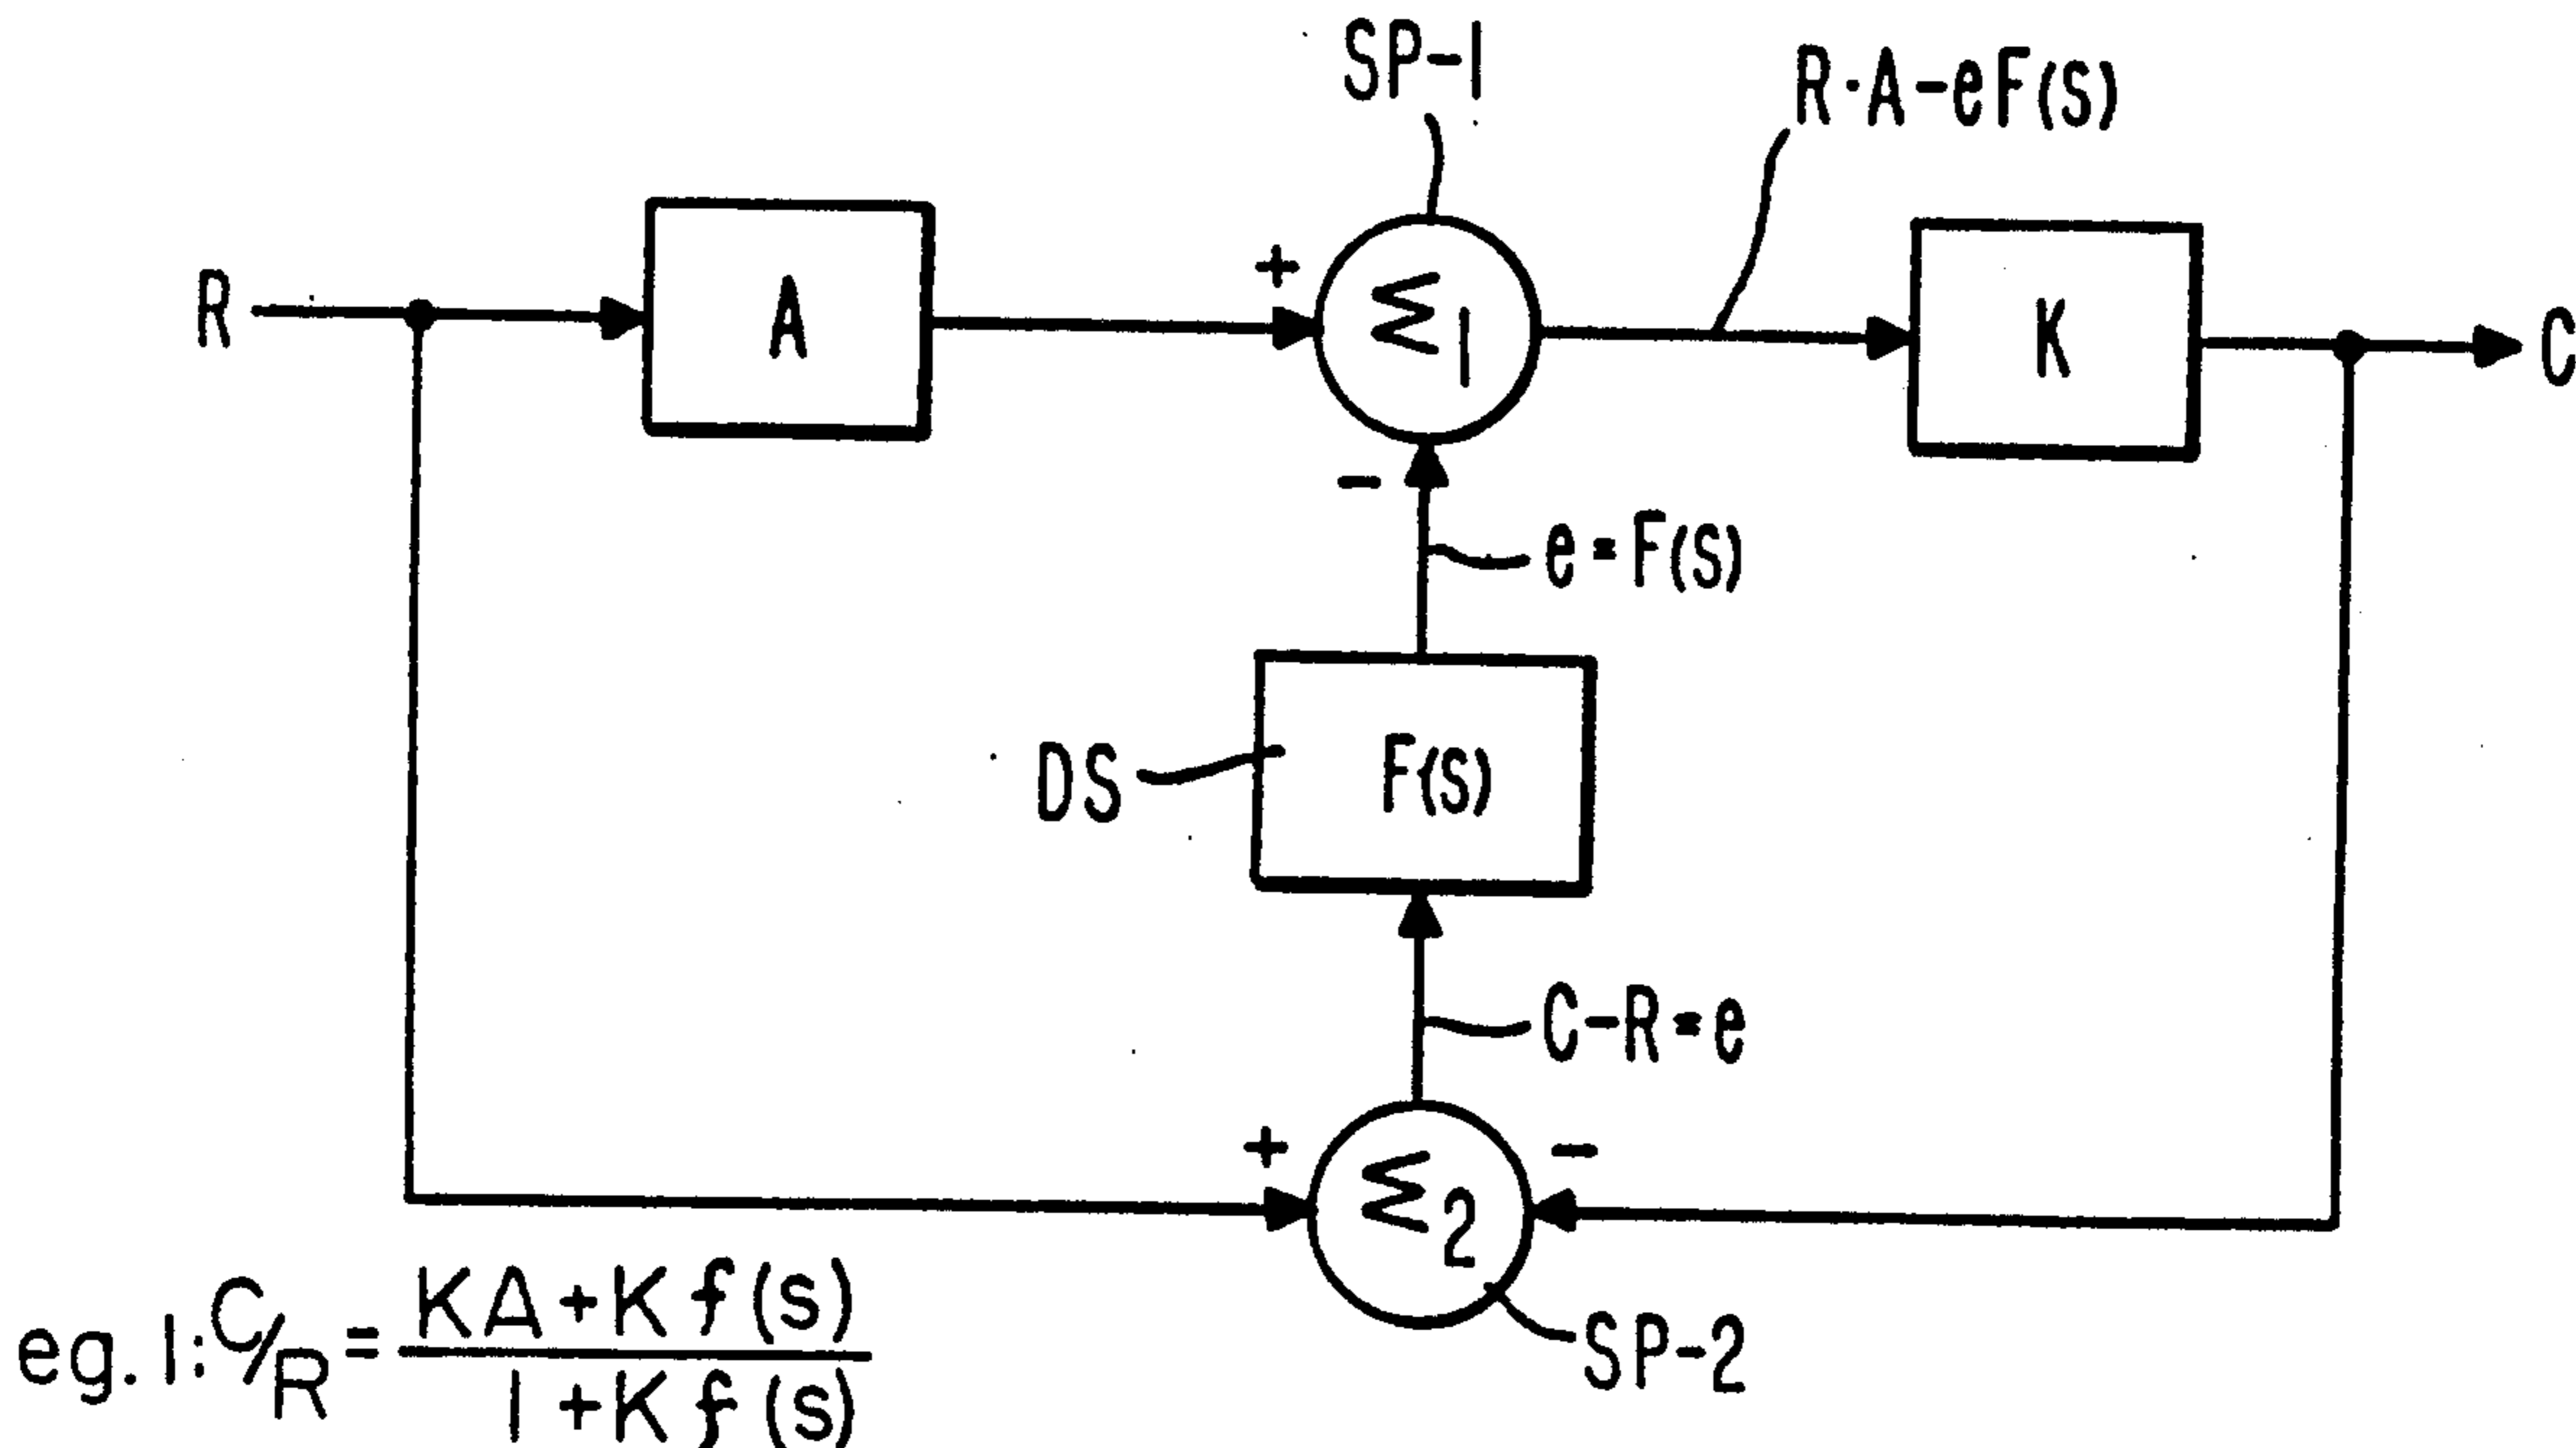 SP-1
R·A-eF(s)
R
A
+
Σ1
K
C
-
e=F(s)
DS
F(s)
C-R=e
+
-
Σ2
SP-2
eg. 1: C/R = KA+Kf(s)
1+Kf(s)